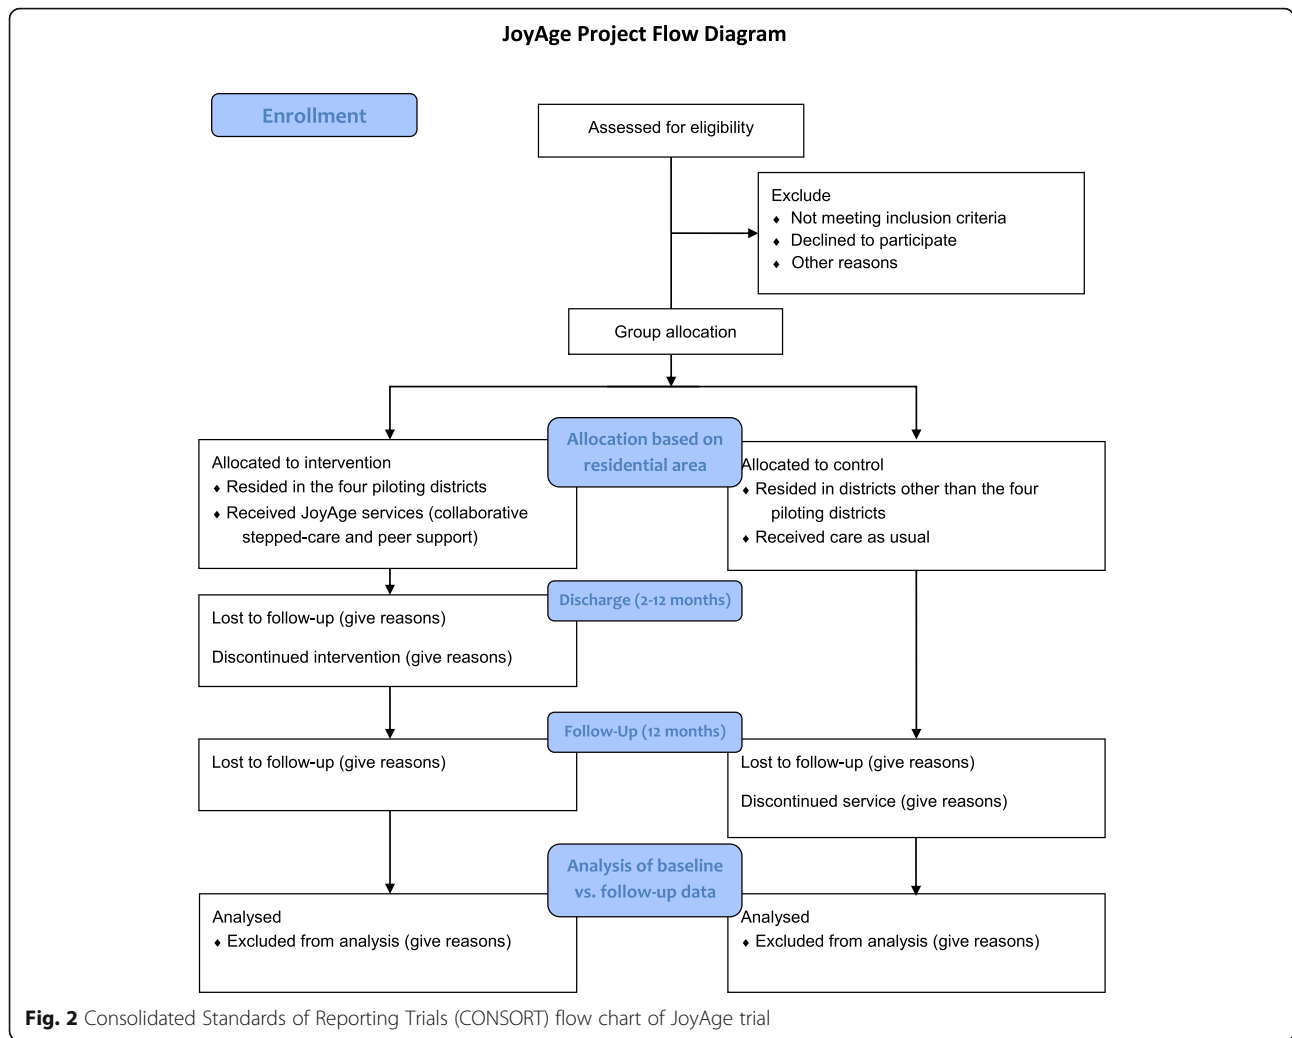 JoyAge Project Flow Diagram
Enrollment
Assessed for eligibility
Exclude
♦ Not meeting inclusion criteria
♦ Declined to participate
♦ Other reasons
Group allocation
Allocation based on
residential area
Allocated to intervention
♦ Resided in the four piloting districts
♦ Received JoyAge services (collaborative
stepped-care and peer support)
Allocated to control
♦ Resided in districts other than the four
piloting districts
♦ Received care as usual
Discharge (2-12 months)
Lost to follow-up (give reasons)
Discontinued intervention (give reasons)
Follow-Up (12 months)
Lost to follow-up (give reasons)
Lost to follow-up (give reasons)
Discontinued service (give reasons)
Analysis of baseline
vs. follow-up data
Analysed
♦ Excluded from analysis (give reasons)
Analysed
♦ Excluded from analysis (give reasons)
Fig. 2 Consolidated Standards of Reporting Trials (CONSORT) flow chart of JoyAge trial